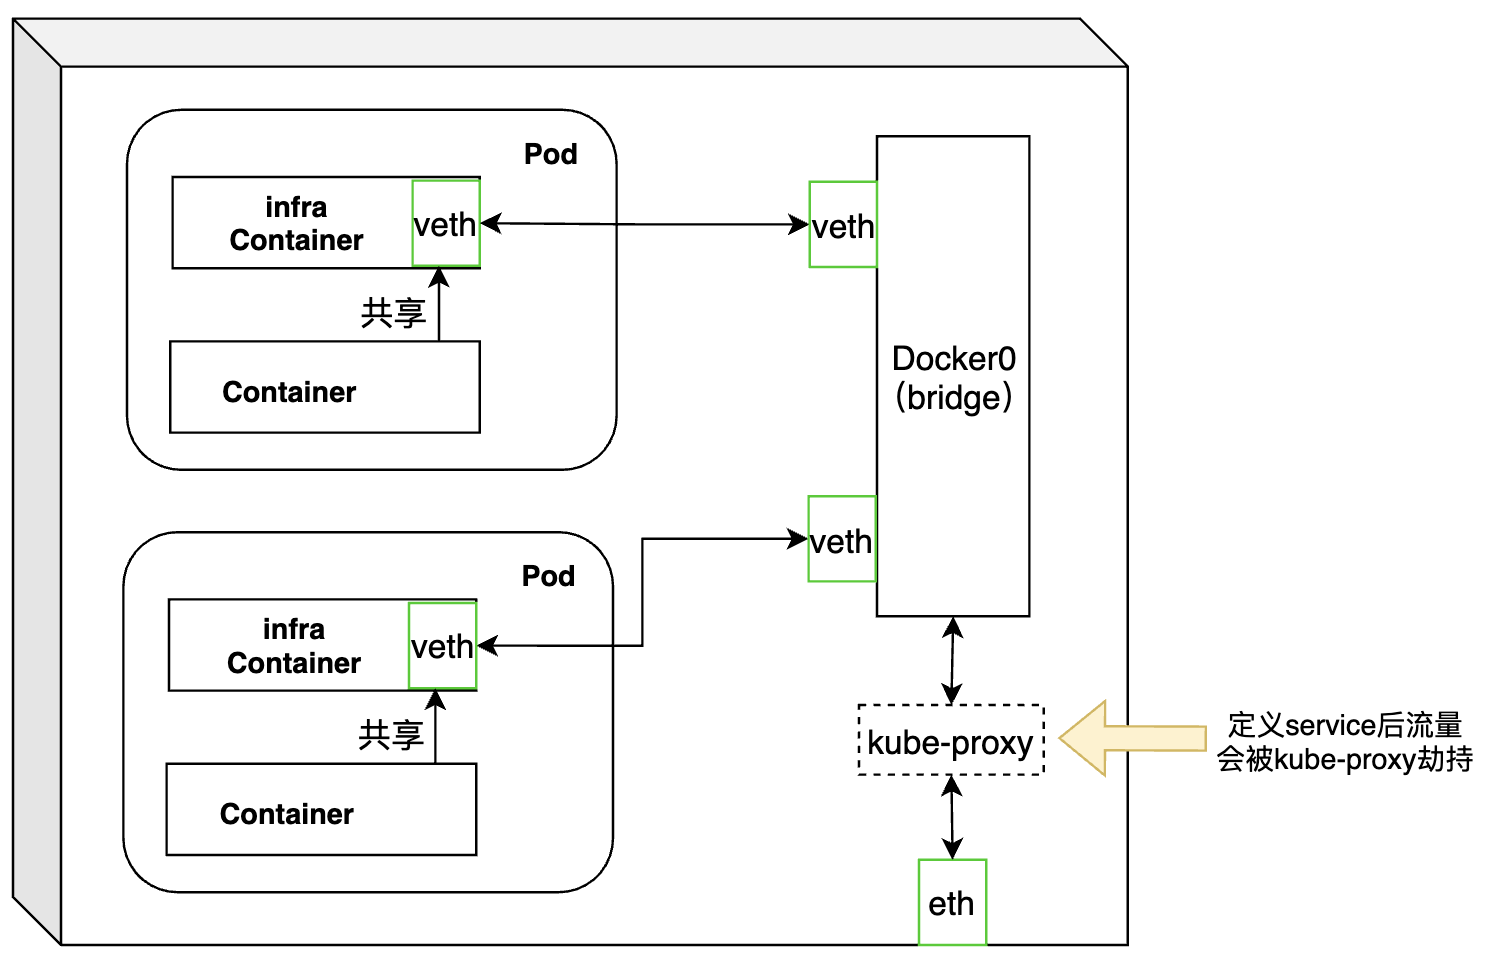 Pod
infra
Container
veth
共享
Container
veth
Docker0
(bridge)
veth
Pod
infra
Container
veth
共享
Container
kube-proxy
定义service后流量
会被kube-proxy劫持
eth